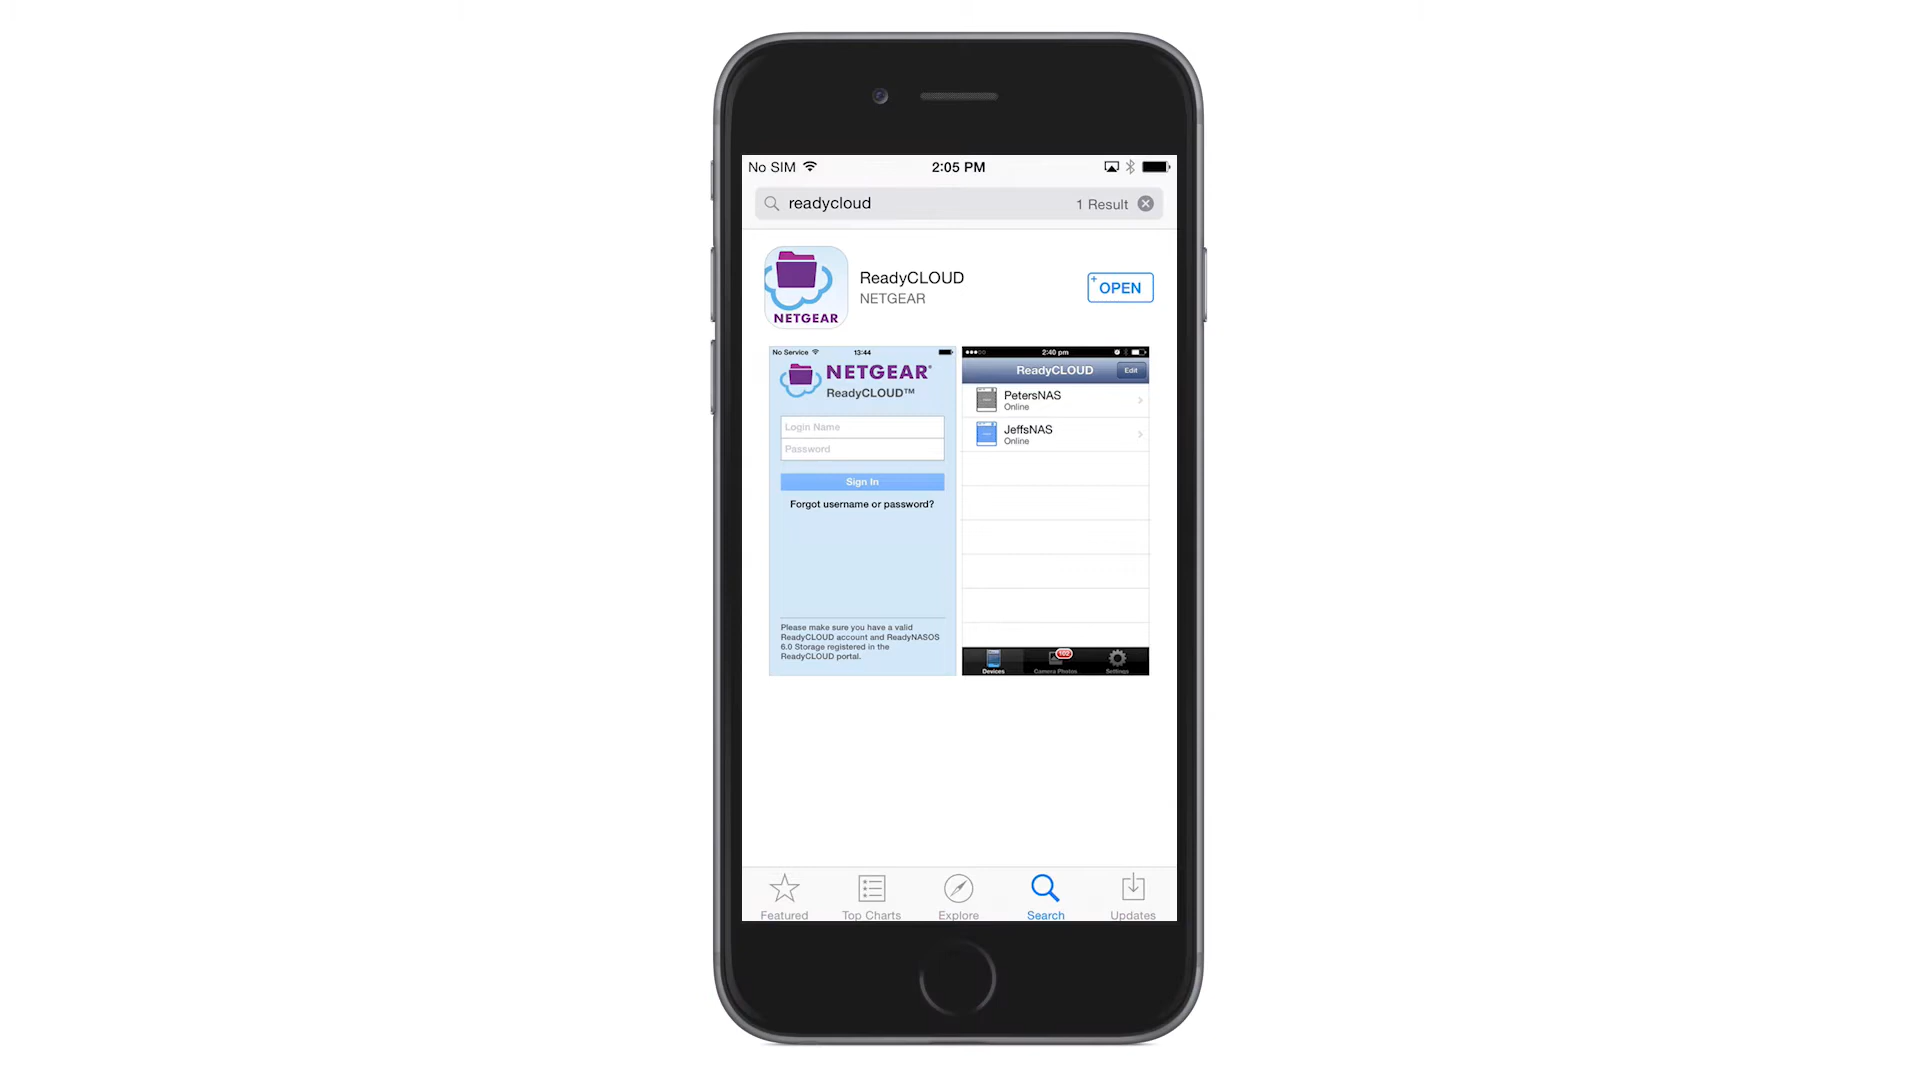 No SIM 2:05 PM
readycloud 1 Result
ReadyCLOUD
NETGEAR
OPEN
NETGEAR
No Service 13:44
NETGEAR®
ReadyCLOUD™
Login Name
Password
Sign In
Forgot username or password?
Please make sure you have a valid
ReadyCLOUD account and ReadyNASOS
6.0 Storage registered in the
ReadyCLOUD portal.
2:40 pm
ReadyCLOUD Edit
PetersNAS
Online
JeffsNAS
Online
Devices Camera Photos Settings
Featured Top Charts Explore Search Updates